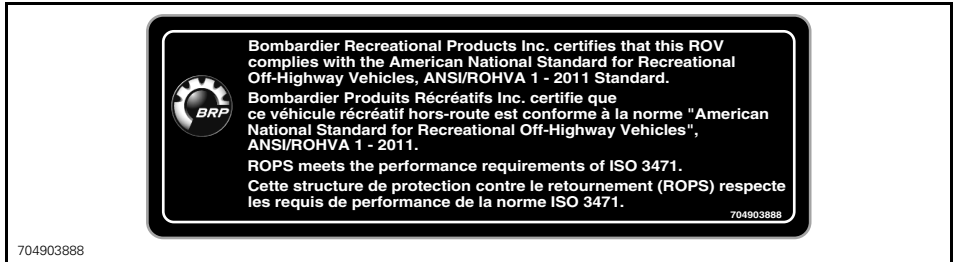 Bombardier Recreational Products Inc. certifies that this ROV
complies with the American National Standard for Recreational
Off-Highway Vehicles, ANSI/ROHVA 1 - 2011 Standard.
Bombardier Produits Récréatifs Inc. certifie que
ce véhicule récréatif hors-route est conforme à la norme "American
National Standard for Recreational Off-Highway Vehicles",
ANSI/ROHVA 1 - 2011.
BRP
ROPS meets the performance requirements of ISO 3471.
Cette structure de protection contre le retournement (ROPS) respecte
les requis de performance de la norme ISO 3471.
704903888
704903888